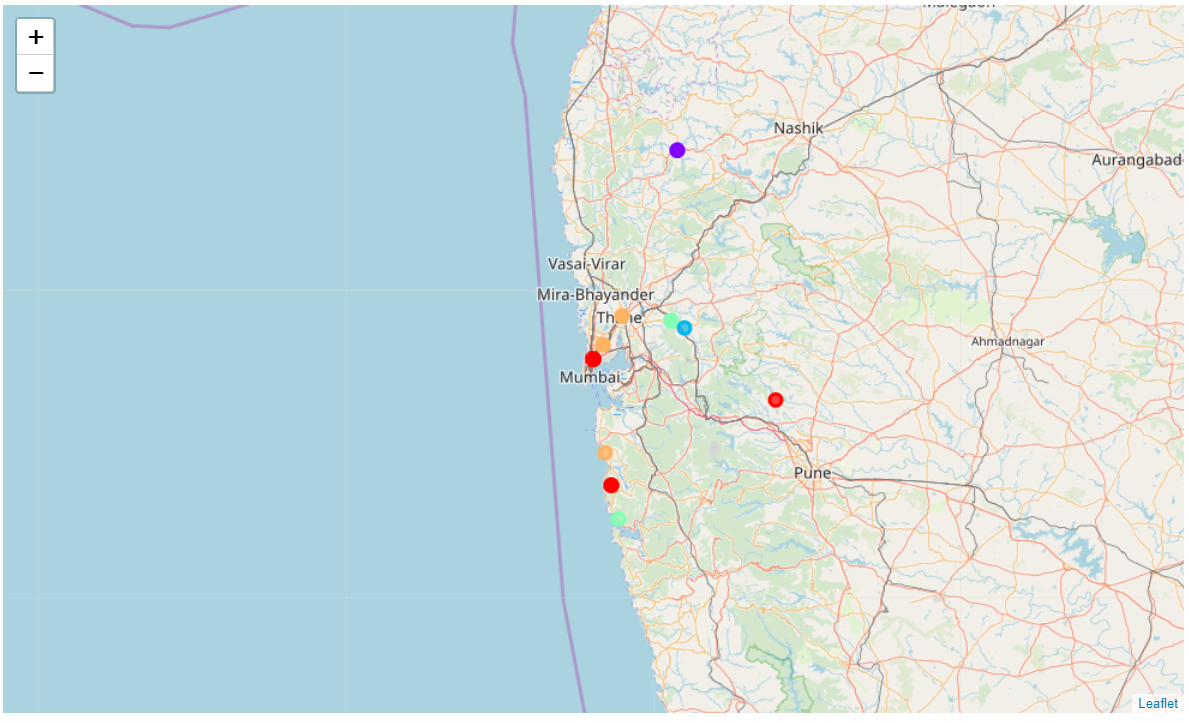 Malegaon
+
−
Nashik
Aurangabad
Vasai-Virar
Mira-Bhayander
Thane
Ahmadnagar
Mumbai
Pune
Leaflet